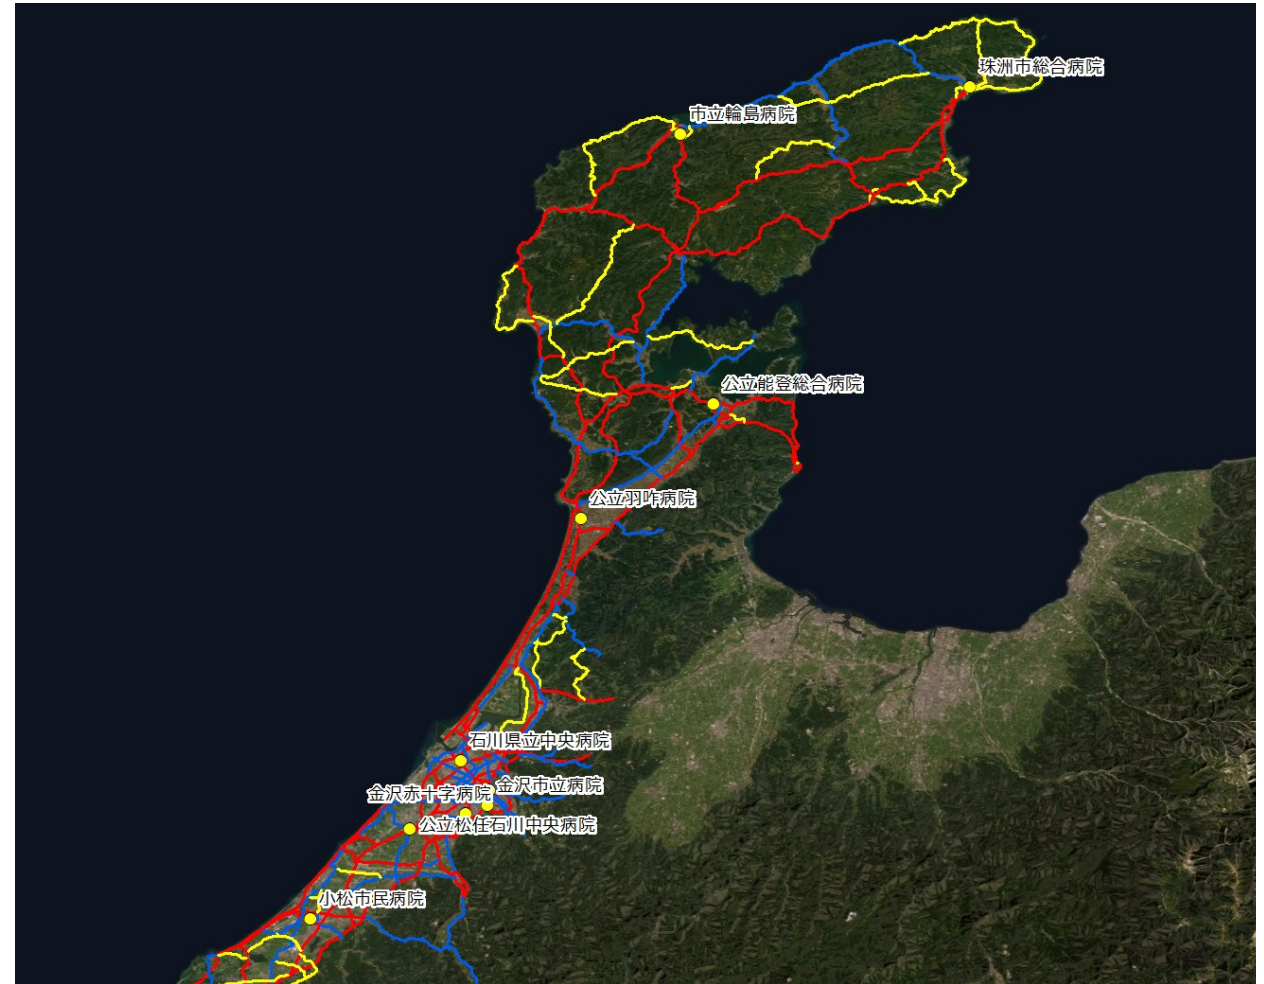 珠洲市総合病院
市立輪島病院
公立能登総合病院
公立羽咋病院
石川県立中央病院
金沢市立病院
金沢赤十字病院
公立松任石川中央病院
小松市民病院